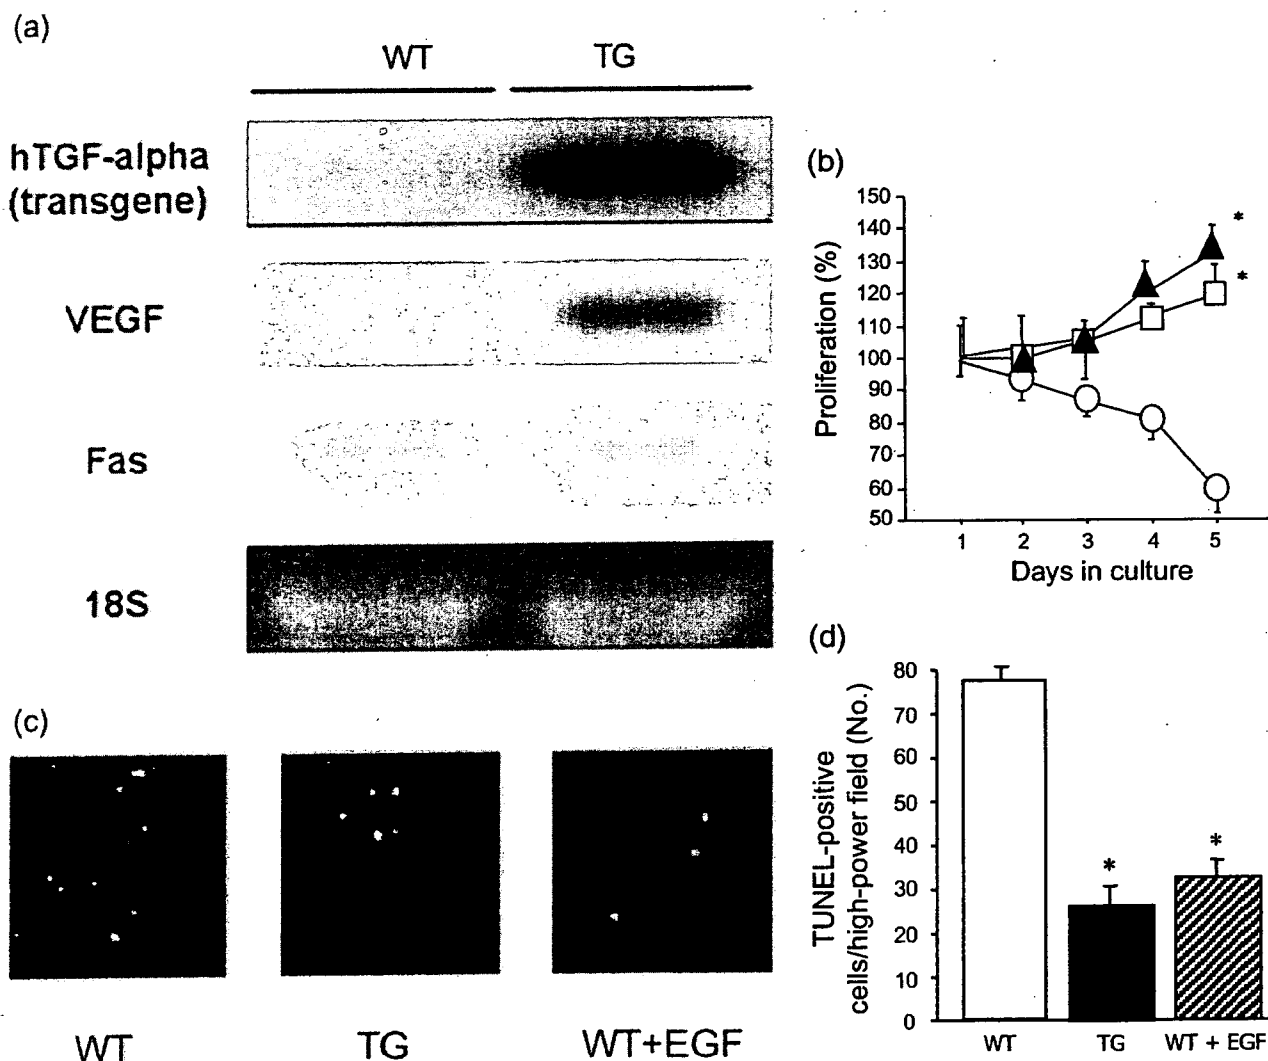 (a)
WT TG
hTGF-alpha
(transgene)
VEGF
Fas
18S
(b)
Proliferation (%)
150
140
130
120
110
100
90
80
70
60
50
*
*
1 2 3 4 5
Days in culture
(c)
WT TG WT+EGF
(d)
TUNEL-positive
cells/high-power field (No.)
80
70
60
50
40
30
20
10
0
*
*
WT TG WT + EGF